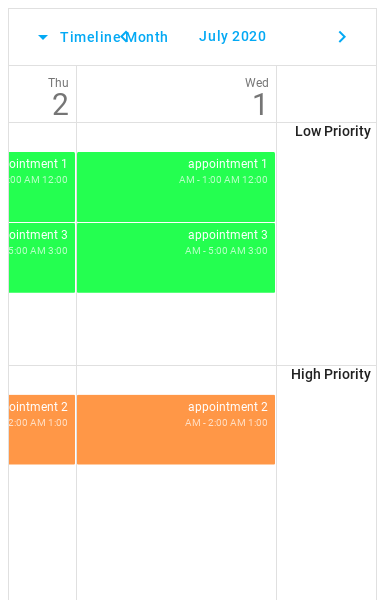 Timeline Month
July 2020
Wed
1
Thu
2
Low Priority
appointment 1
AM - 1:00 AM 12:00
ointment 1
:00 AM 12:00
appointment 3
AM - 5:00 AM 3:00
ointment 3
5:00 AM 3:00
High Priority
appointment 2
AM - 2:00 AM 1:00
ointment 2
2:00 AM 1:00